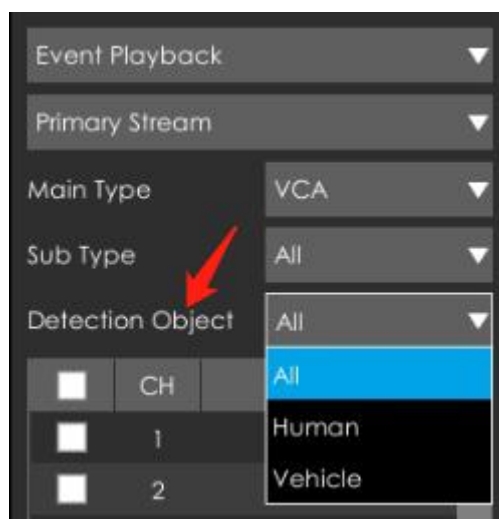 Event Playback
Primary Stream
Main Type VCA
Sub Type All
Detection Object All
CH All
1 Human
2 Vehicle